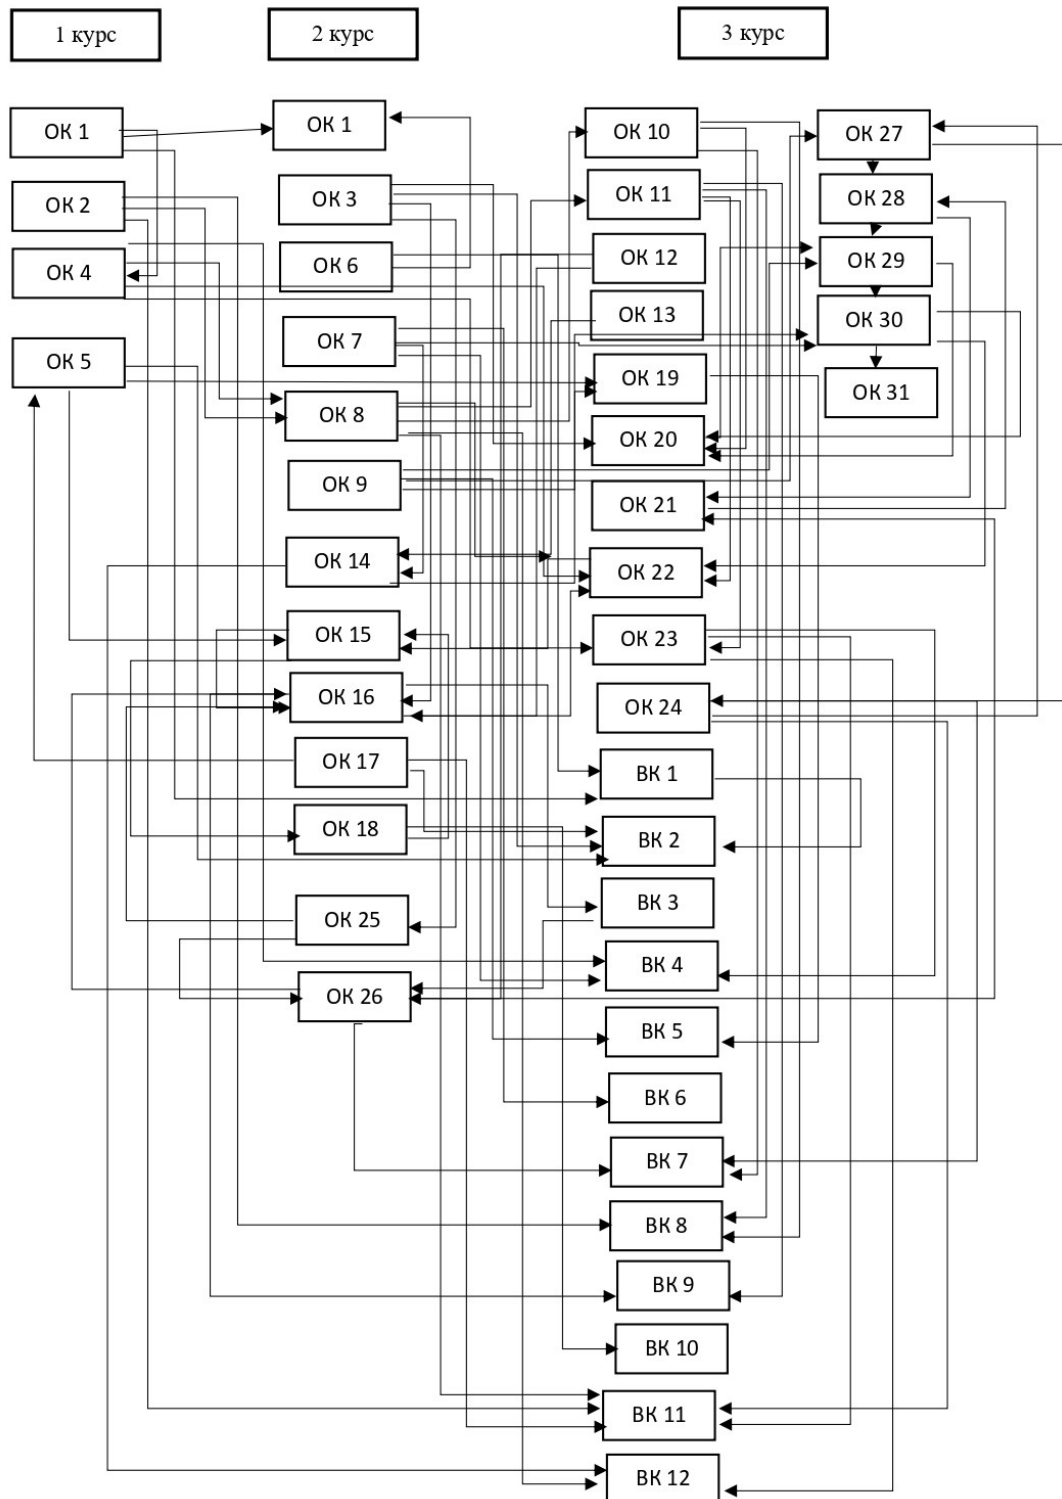 1 курс
2 курс
3 курс
ОК 1
ОК 2
ОК 4
ОК 5
ОК 1
ОК 3
ОК 6
ОК 7
ОК 8
ОК 9
ОК 14
ОК 15
ОК 16
ОК 17
ОК 18
ОК 25
ОК 26
ОК 10
ОК 11
ОК 12
ОК 13
ОК 19
ОК 20
ОК 21
ОК 22
ОК 23
ОК 24
ВК 1
ВК 2
ВК 3
ВК 4
ВК 5
ВК 6
ВК 7
ВК 8
ВК 9
ВК 10
ВК 11
ВК 12
ОК 27
ОК 28
ОК 29
ОК 30
ОК 31